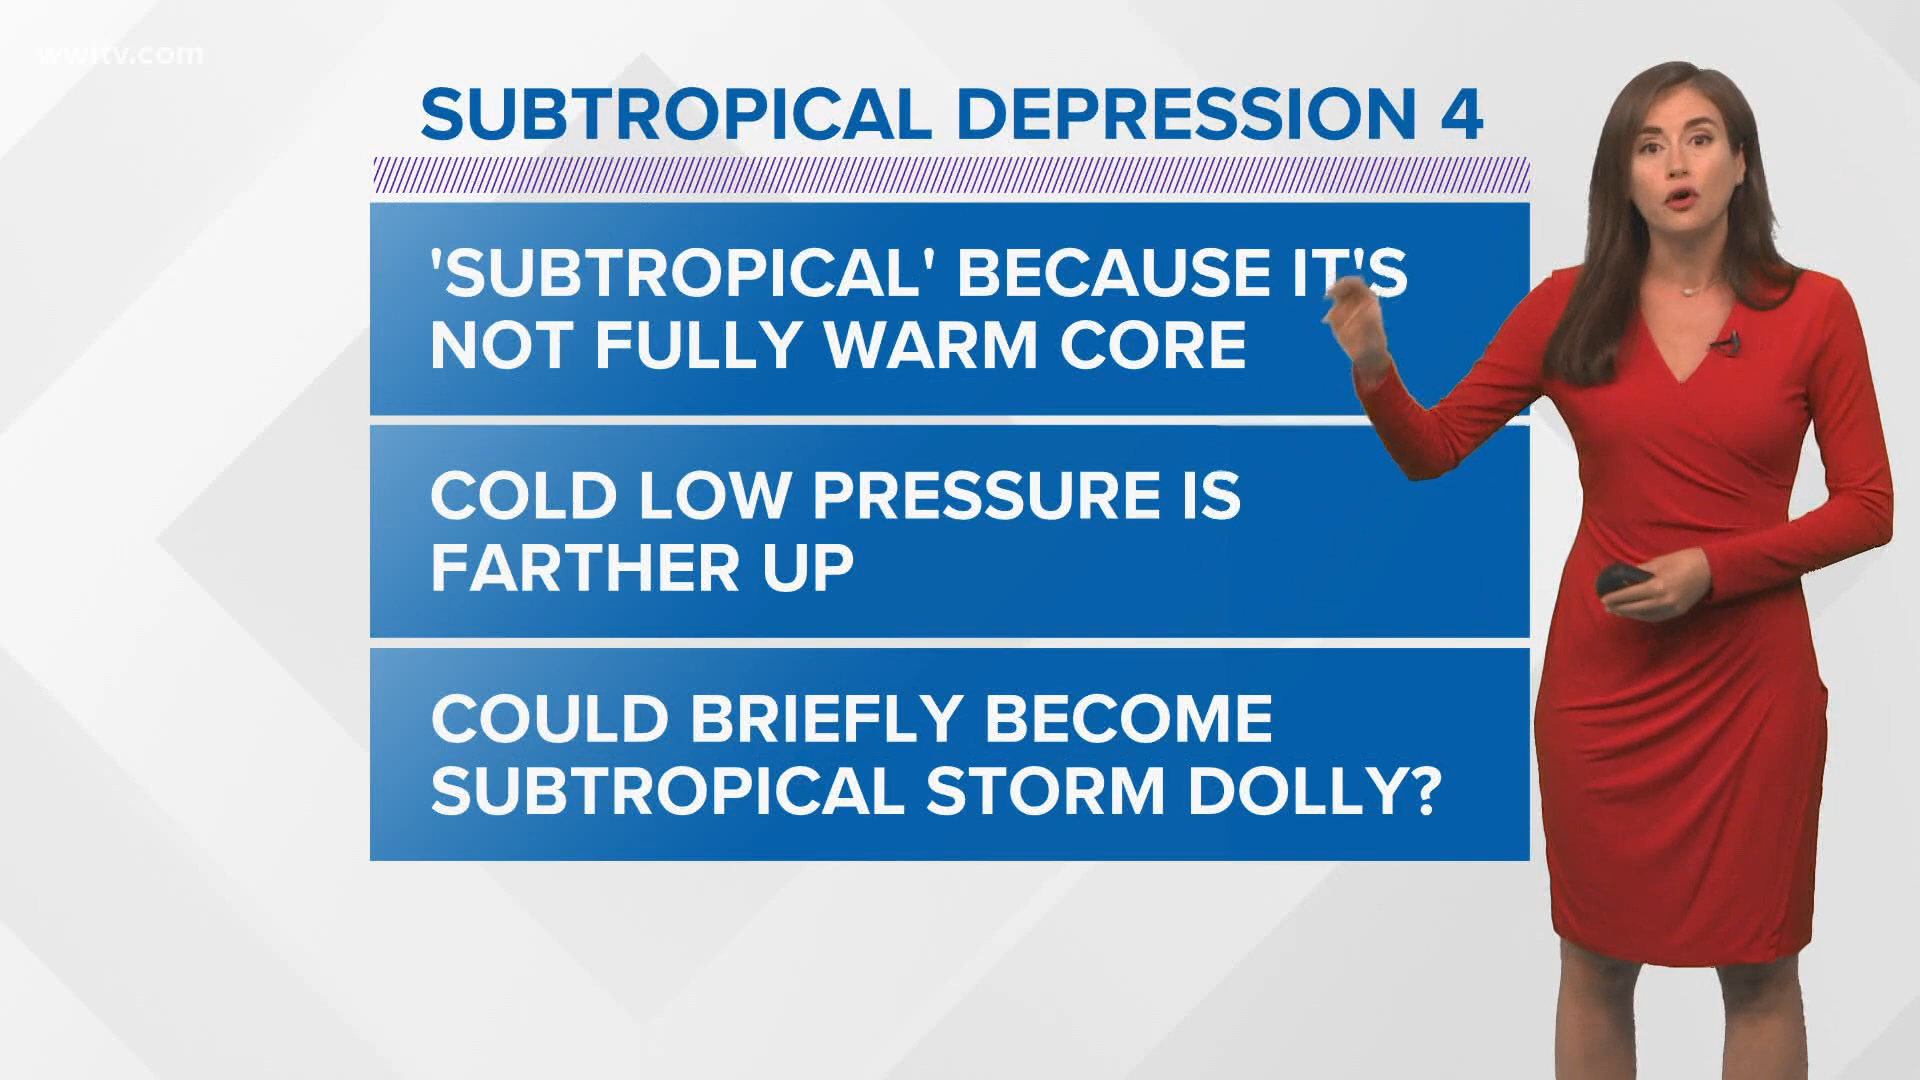 wwltv.com
SUBTROPICAL DEPRESSION 4
'SUBTROPICAL' BECAUSE IT'S
NOT FULLY WARM CORE
COLD LOW PRESSURE IS
FARTHER UP
COULD BRIEFLY BECOME
SUBTROPICAL STORM DOLLY?